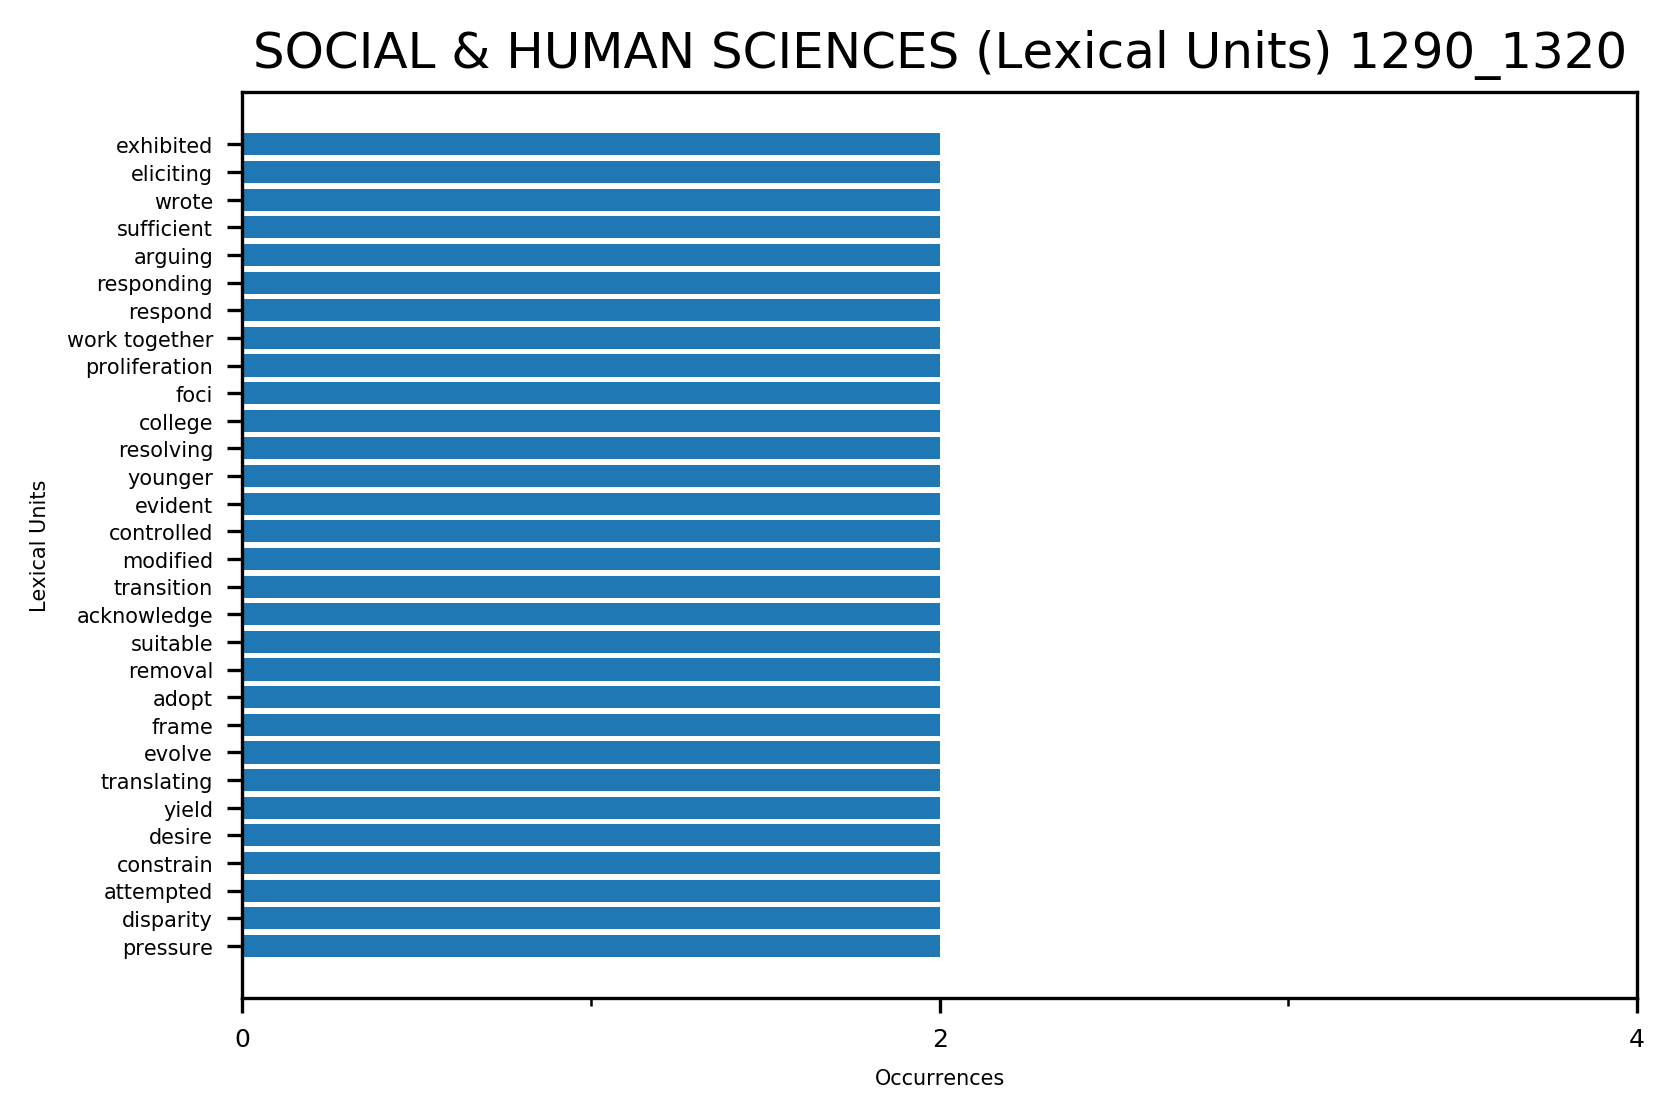 SOCIAL & HUMAN SCIENCES (Lexical Units) 1290_1320
exhibited
eliciting
wrote
sufficient
arguing
responding
respond
work together
proliferation
foci
college
resolving
younger
evident
controlled
modified
transition
acknowledge
suitable
removal
adopt
frame
evolve
translating
yield
desire
constrain
attempted
disparity
pressure
Lexical Units
0 2 4
Occurrences